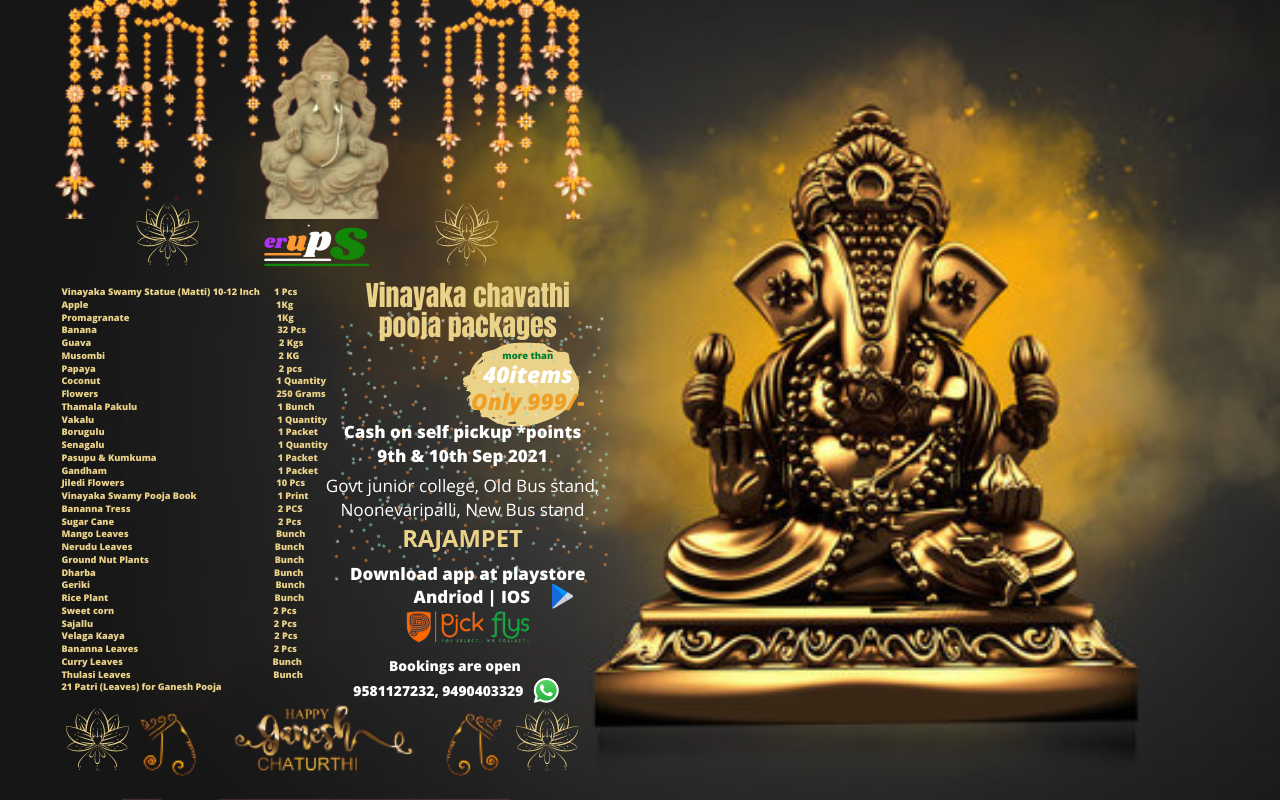 erupS
Vinayaka Swamy Statue (Matti) 10-12 Inch 1 Pcs
Apple 1Kg
Promagranate 1Kg
Banana 32 Pcs
Guava 2 Kgs
Musombi 2 KG
Papaya 2 pcs
Coconut 1 Quantity
Flowers 250 Grams
Thamala Pakulu 1 Bunch
Vakalu 1 Quantity
Borugulu 1 Packet
Senagalu 1 Quantity
Pasupu & Kumkuma 1 Packet
Gandham 1 Packet
Jiledi Flowers 10 Pcs
Vinayaka Swamy Pooja Book 1 Print
Bananna Tress 2 PCS
Sugar Cane 2 Pcs
Mango Leaves Bunch
Nerudu Leaves Bunch
Ground Nut Plants Bunch
Dharba Bunch
Geriki Bunch
Rice Plant Bunch
Sweet corn 2 Pcs
Sajallu 2 Pcs
Velaga Kaaya 2 Pcs
Bananna Leaves 2 Pcs
Curry Leaves Bunch
Thulasi Leaves Bunch
21 Patri (Leaves) for Ganesh Pooja
Vinayaka chavathi
pooja packages
more than
40items
Only 999/-
Cash on self pickup *points
9th & 10th Sep 2021
Govt junior college, Old Bus stand,
Noonevaripalli, New Bus stand
RAJAMPET
Download app at playstore
Andriod | IOS
Pick flys
YOU SELECT... WE COLLECT...
Bookings are open
9581127232, 9490403329
HAPPY
Ganesh
CHATURTHI